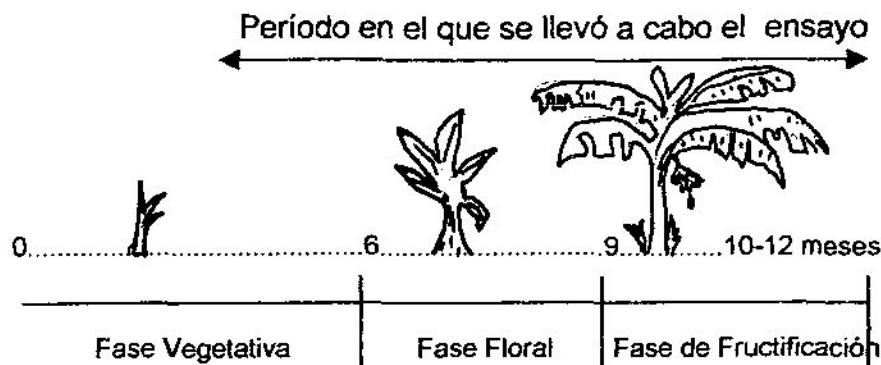 Período en el que se llevó a cabo el ensayo
0 6 9 10-12 meses
Fase Vegetativa Fase Floral Fase de Fructificación